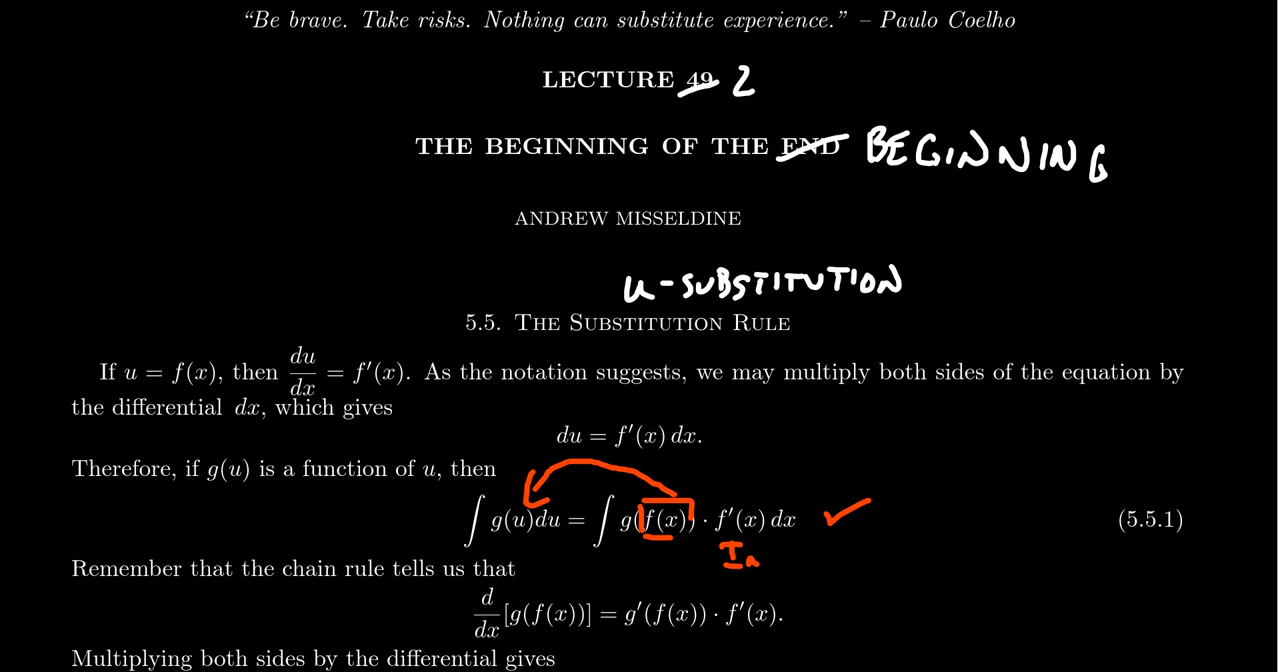 “Be brave. Take risks. Nothing can substitute experience.” – Paulo Coelho
LECTURE 49 2
THE BEGINNING OF THE END BEGINNING
ANDREW MISSELDINE
u-SUBSTITUTION
5.5. THE SUBSTITUTION RULE
If u = f(x), then du/dx = f′(x). As the notation suggests, we may multiply both sides of the equation by
the differential dx, which gives
du = f′(x) dx.
Therefore, if g(u) is a function of u, then
∫ g(u)du = ∫ g(f(x)) · f′(x) dx ✓ (5.5.1)
In
Remember that the chain rule tells us that
d/dx [g(f(x))] = g′(f(x)) · f′(x).
Multiplying both sides by the differential gives